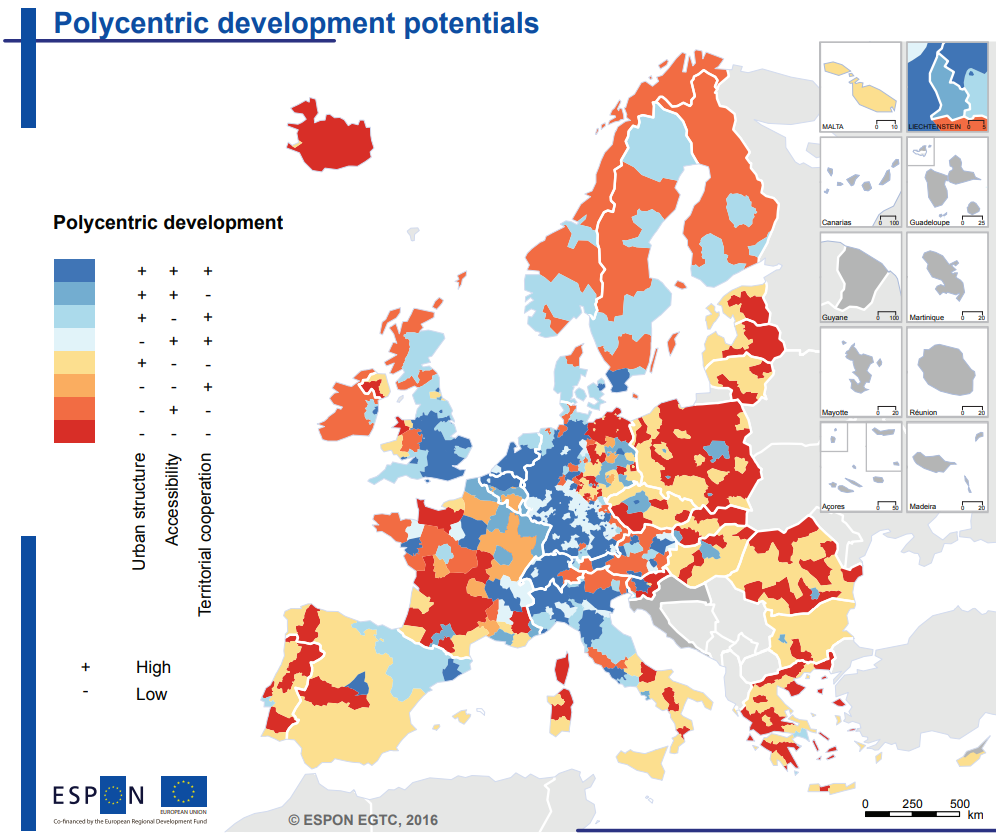 Polycentric development potentials
Polycentric development
+ + +
+ + -
+ - +
- + +
+ - -
- - +
- + -
- - -
Urban structure
Accessibility
Territorial cooperation
+ High
- Low
MALTA 0 10
LIECHTENSTEIN 0 5
Canarias 0 100
Guadeloupe 0 25
Guyane 0 100
Martinique 0 20
Mayotte 0 20
Réunion 0 20
Açores 0 50
Madeira 0 20
ESPON
EUROPEAN UNION
Co-financed by the European Regional Development Fund
© ESPON EGTC, 2016
0 250 500
km